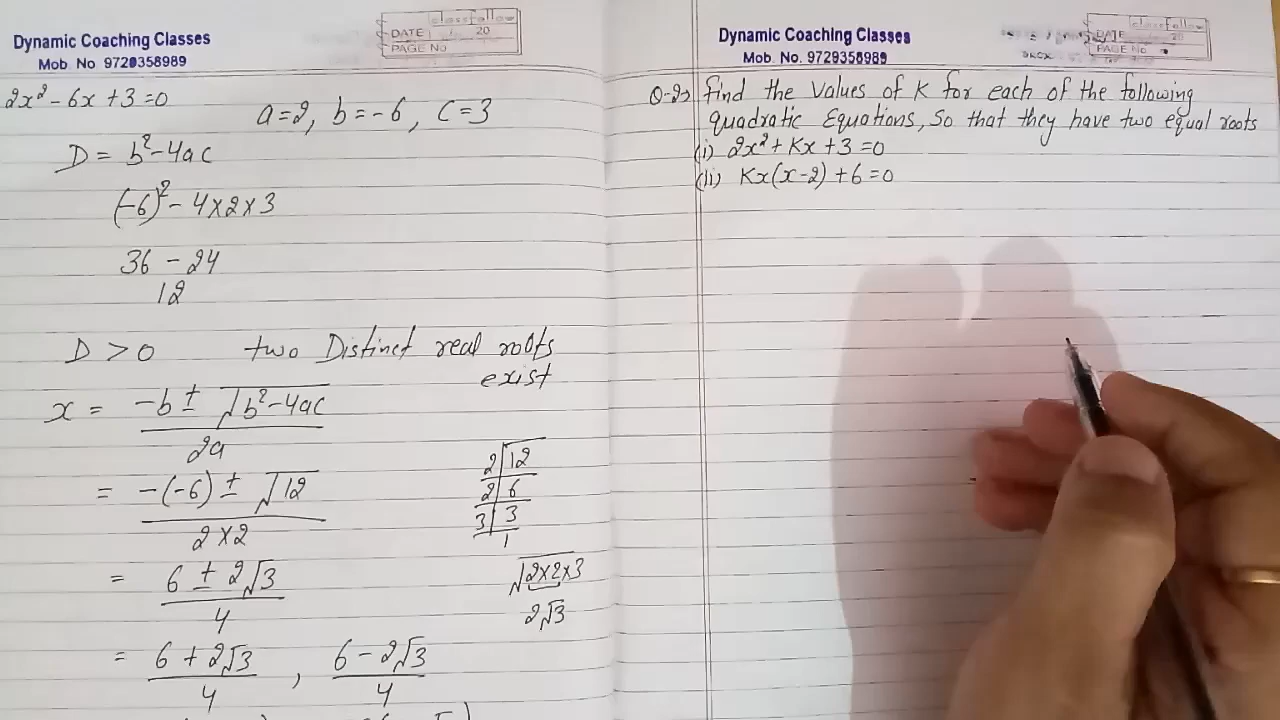 classfellow
DATE 20
PAGE No
Dynamic Coaching Classes
Mob. No. 9729358989
2x² - 6x + 3 = 0
a = 2, b = -6, c = 3
D = b² - 4ac
(-6)² - 4×2×3
36 - 24
12
D > 0 two Distinct real roots
exist
x = -b ± √b² - 4ac
2a
= -(-6) ± √12
2×2
2 12
2 6
3 3
1
= 6 ± 2√3
4
√2×2×3
2√3
= 6 + 2√3 , 6 - 2√3
4 4
classfellow
DATE 20
PAGE No
Dynamic Coaching Classes
Mob. No. 9729358989
Q-2) Find the values of K for each of the following
quadratic Equations, So that they have two equal roots
(i) 2x² + Kx + 3 = 0
(ii) Kx(x-2) + 6 = 0